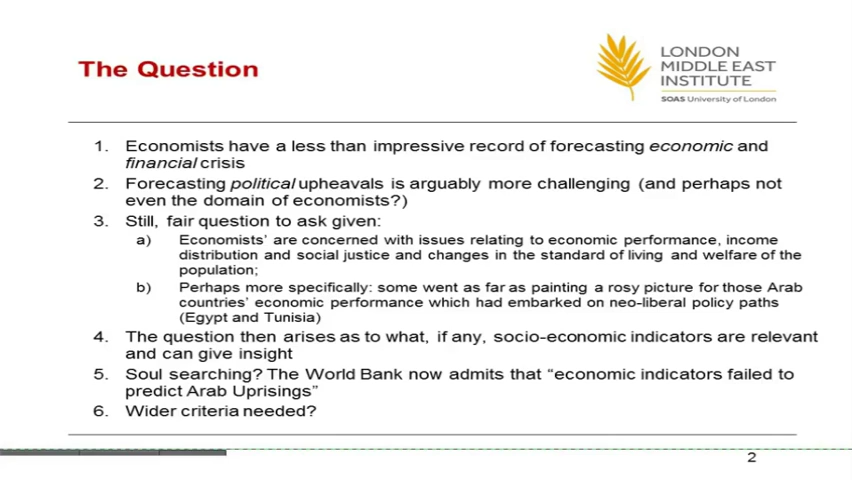 The Question
LONDON
MIDDLE EAST
INSTITUTE
SOAS University of London
1. Economists have a less than impressive record of forecasting economic and
financial crisis
2. Forecasting political upheavals is arguably more challenging (and perhaps not
even the domain of economists?)
3. Still, fair question to ask given:
a) Economists' are concerned with issues relating to economic performance, income
distribution and social justice and changes in the standard of living and welfare of the
population;
b) Perhaps more specifically: some went as far as painting a rosy picture for those Arab
countries' economic performance which had embarked on neo-liberal policy paths
(Egypt and Tunisia)
4. The question then arises as to what, if any, socio-economic indicators are relevant
and can give insight
5. Soul searching? The World Bank now admits that “economic indicators failed to
predict Arab Uprisings”
6. Wider criteria needed?
2